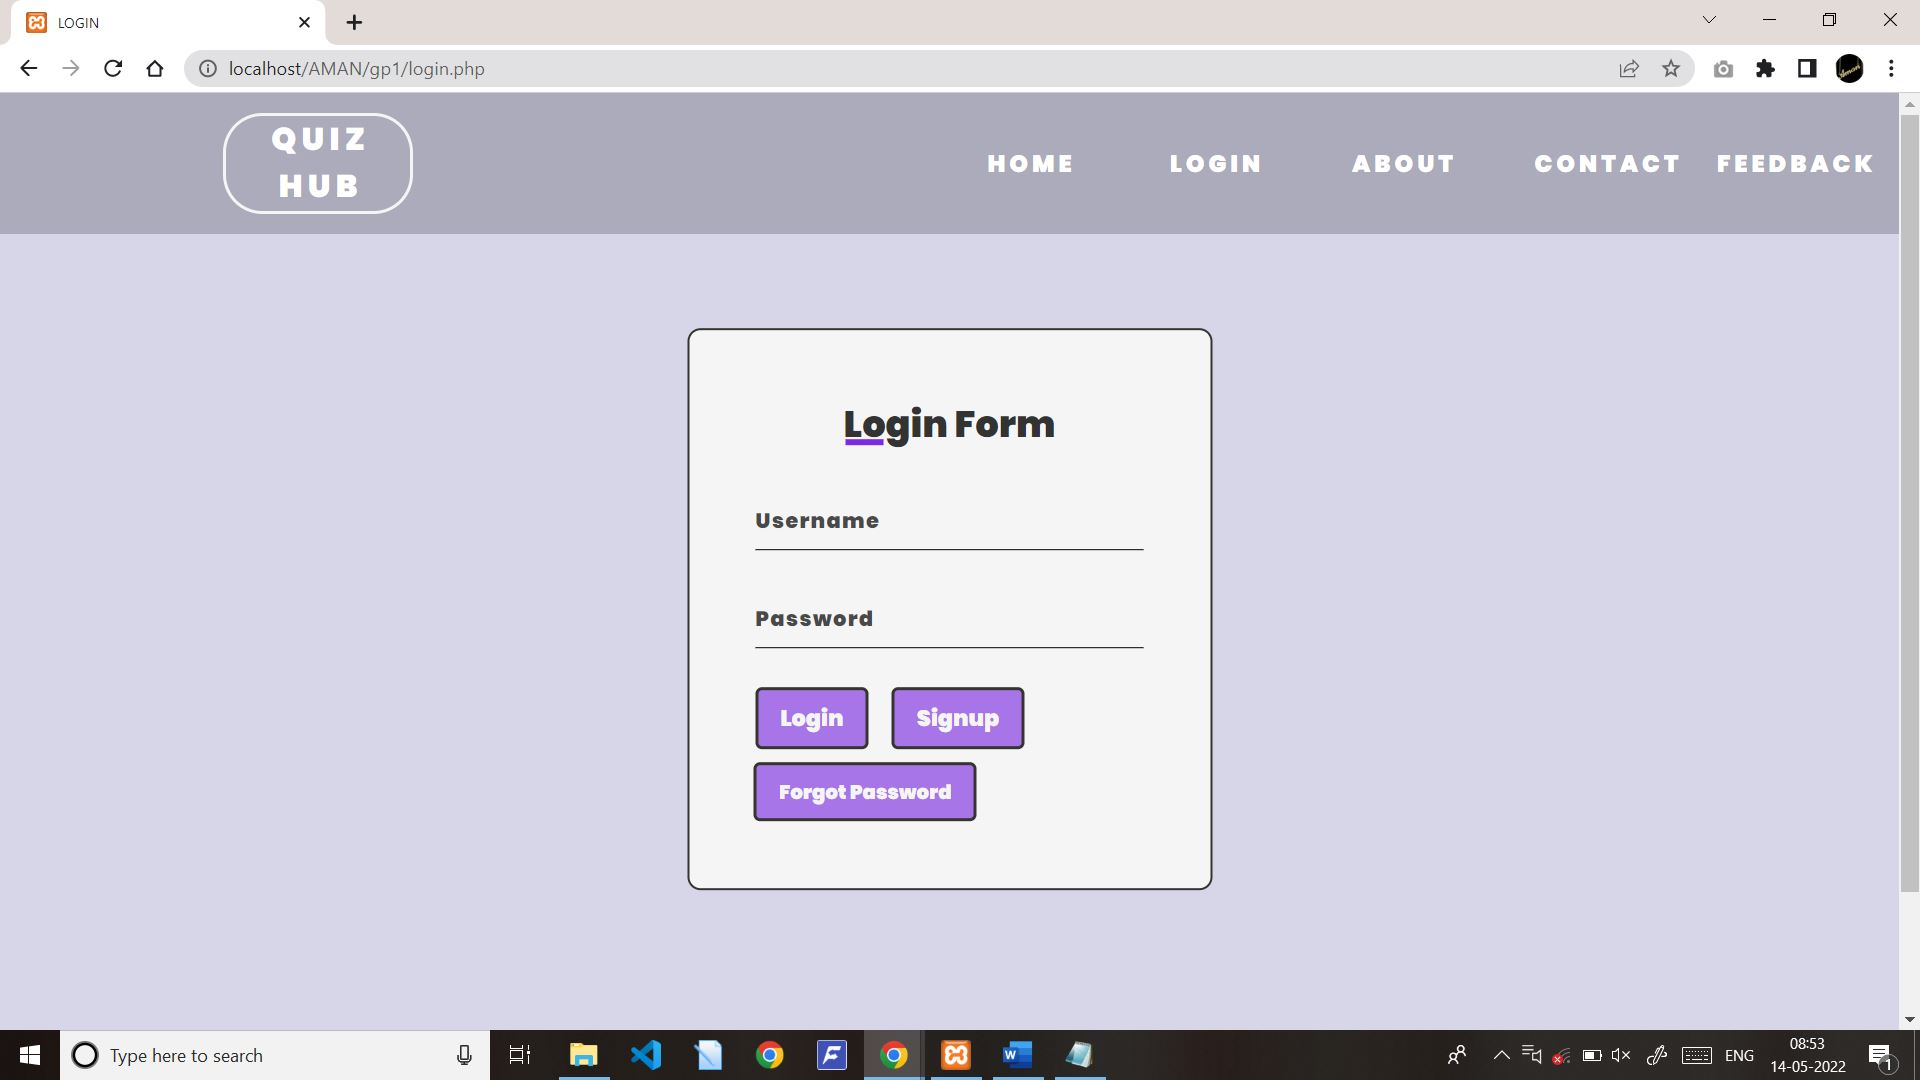 LOGIN
localhost/AMAN/gp1/login.php
QUIZ
HUB
HOME LOGIN ABOUT CONTACT FEEDBACK
Login Form
Username
Password
Login Signup
Forgot Password
Type here to search
ENG
08:53
14-05-2022
1